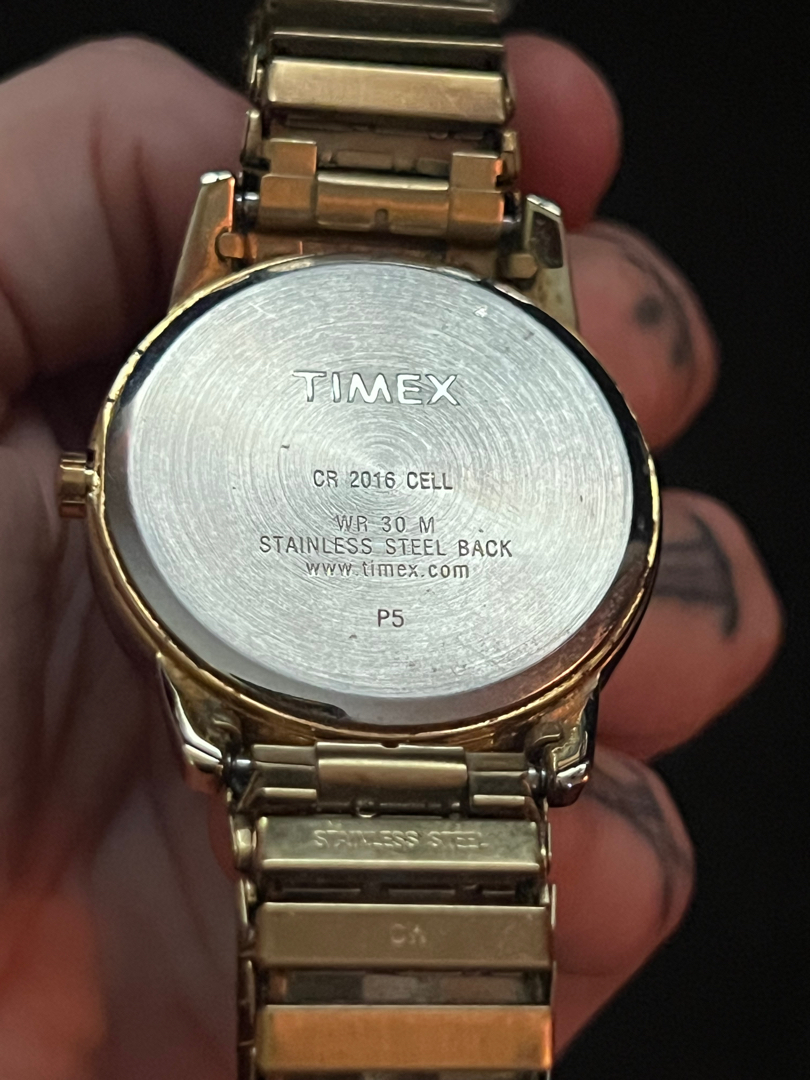 TIMEX
CR 2016 CELL
WR 30 M
STAINLESS STEEL BACK
www.timex.com
P5
STAINLESS STEEL